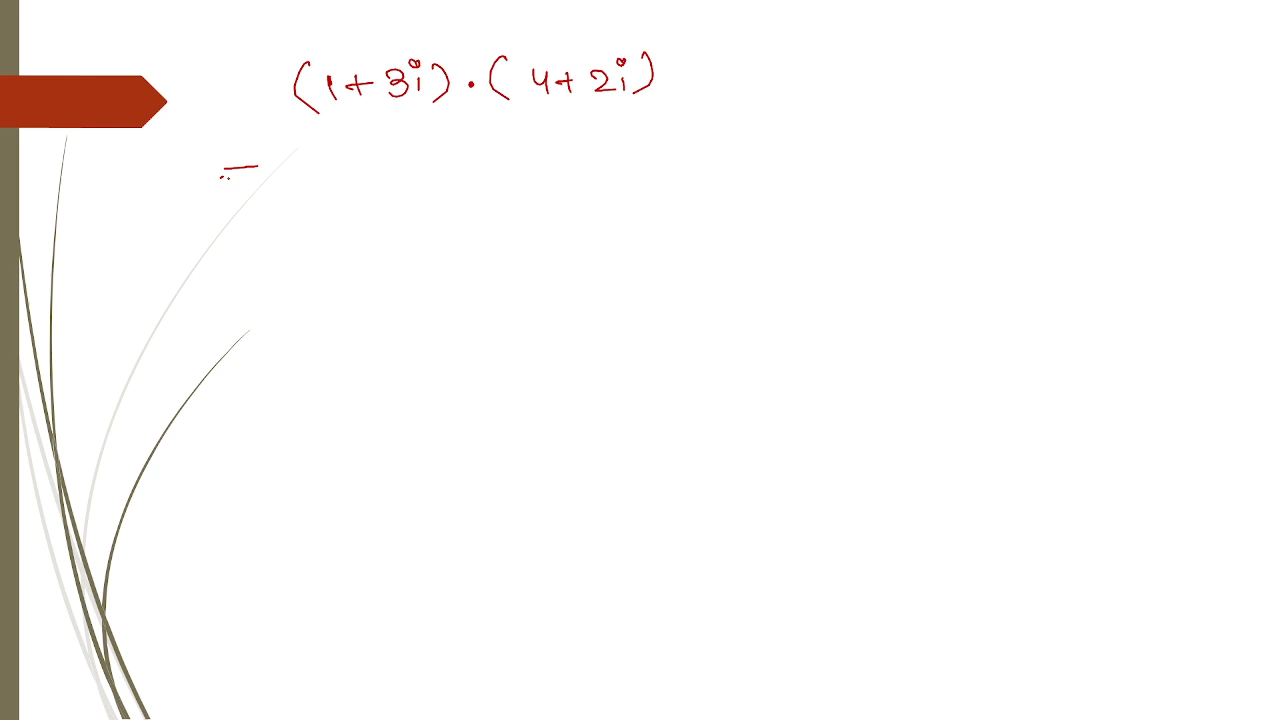 (1+3i)·(4+2i)
=